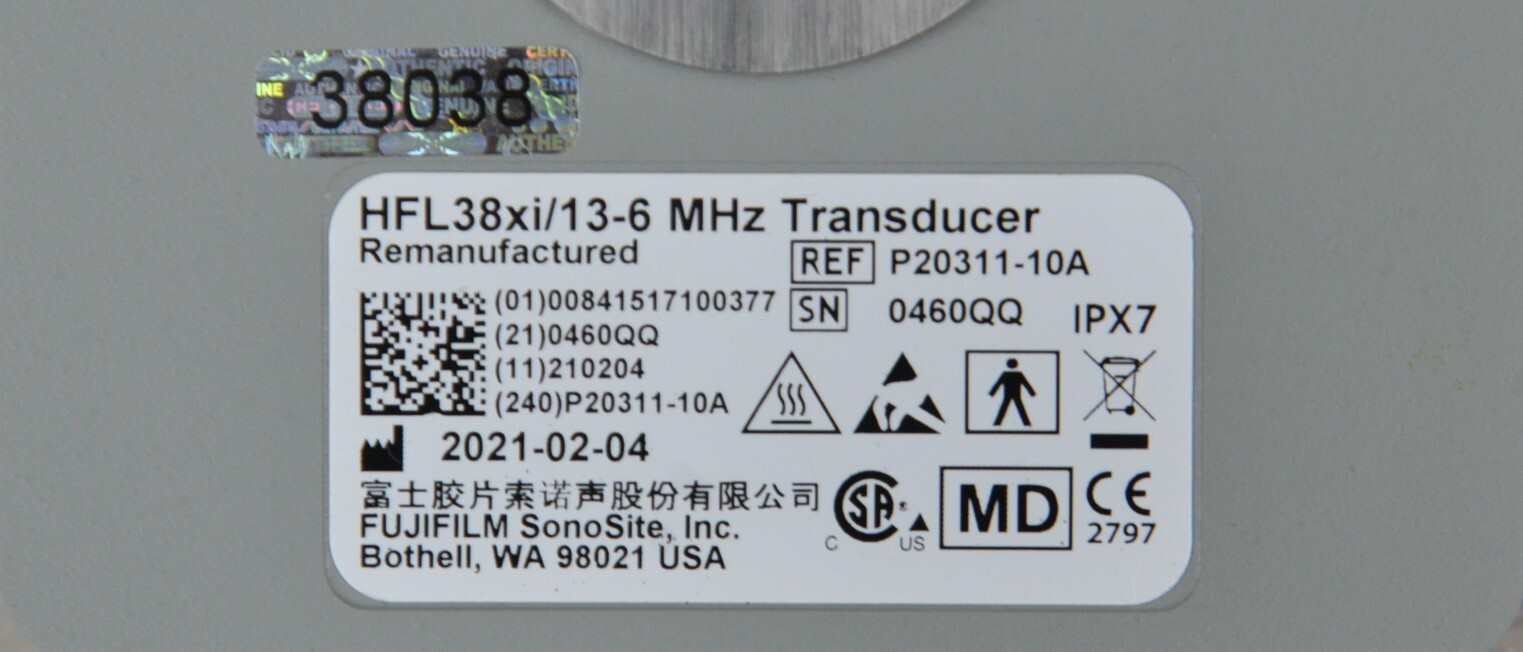 38038
HFL38xi/13-6 MHz Transducer
Remanufactured
REF P20311-10A
(01)00841517100377
SN 0460QQ
IPX7
(21)0460QQ
(11)210204
(240)P20311-10A
2021-02-04
富士胶片索诺声股份有限公司
FUJIFILM SonoSite, Inc.
Bothell, WA 98021 USA
C SA® US
MD
CE
2797